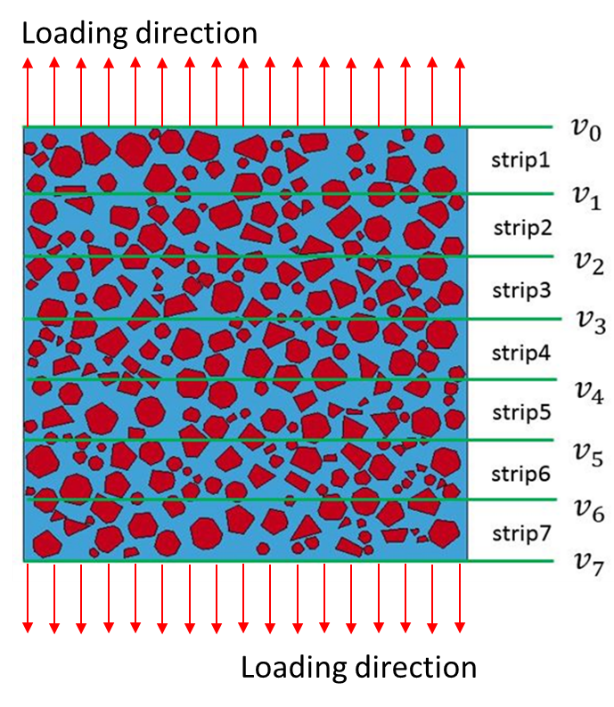 Loading direction
v₀
strip1
v₁
strip2
v₂
strip3
v₃
strip4
v₄
strip5
v₅
strip6
v₆
strip7
v₇
Loading direction